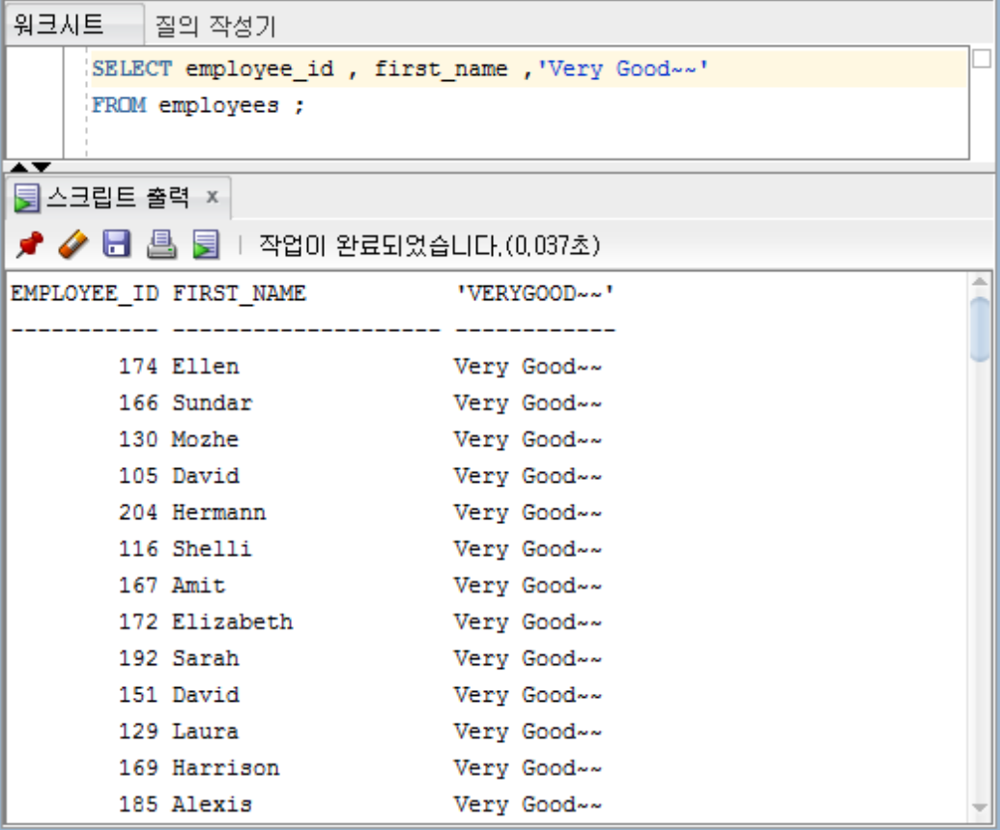 워크시트 질의 작성기
SELECT employee_id , first_name ,'Very Good~~'
FROM employees ;
스크립트 출력 x
작업이 완료되었습니다.(0,037초)
EMPLOYEE_ID FIRST_NAME 'VERYGOOD~~'
----------- -------------------- ------------
174 Ellen Very Good~~
166 Sundar Very Good~~
130 Mozhe Very Good~~
105 David Very Good~~
204 Hermann Very Good~~
116 Shelli Very Good~~
167 Amit Very Good~~
172 Elizabeth Very Good~~
192 Sarah Very Good~~
151 David Very Good~~
129 Laura Very Good~~
169 Harrison Very Good~~
185 Alexis Very Good~~